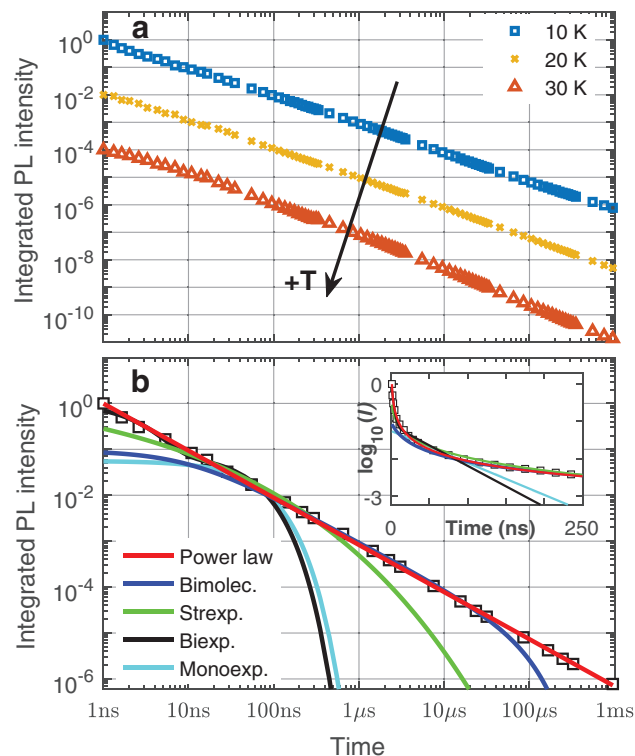 a
10 K
20 K
30 K
10^0
10^-2
10^-4
10^-6
10^-8
10^-10
Integrated PL intensity
+T
b
10^0
10^-2
10^-4
10^-6
Integrated PL intensity
0
-3
log_10(I)
0
250
Time (ns)
Power law
Bimolec.
Strexp.
Biexp.
Monoexp.
1ns
10ns
100ns
1μs
10μs
100μs
1ms
Time